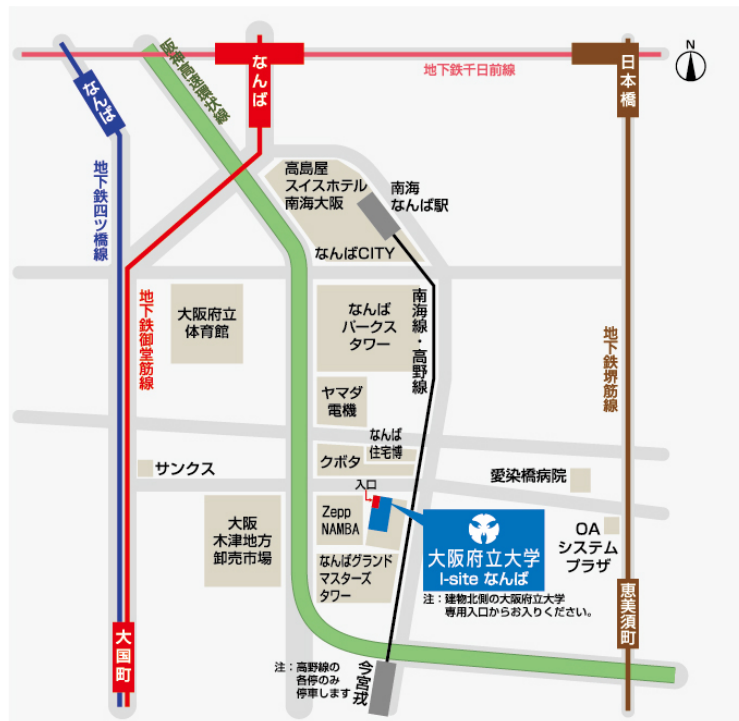 N
なんば
なんば
日本橋
地下鉄千日前線
阪神高速環状線
地下鉄四ツ橋線
高島屋
スイスホテル
南海大阪
南海
なんば駅
なんばCITY
地下鉄御堂筋線
大阪府立
体育館
なんば
パークス
タワー
南海線・高野線
地下鉄堺筋線
ヤマダ
電機
なんば
住宅博
クボタ
サンクス
愛染橋病院
入口
Zepp
NAMBA
大阪
木津地方
卸売市場
大阪府立大学
I-site なんば
OA
システム
プラザ
なんばグランド
マスターズ
タワー
注：建物北側の大阪府立大学
専用入口からお入りください。
恵美須町
大国町
注：高野線の
各停のみ
停車します
今宮戎